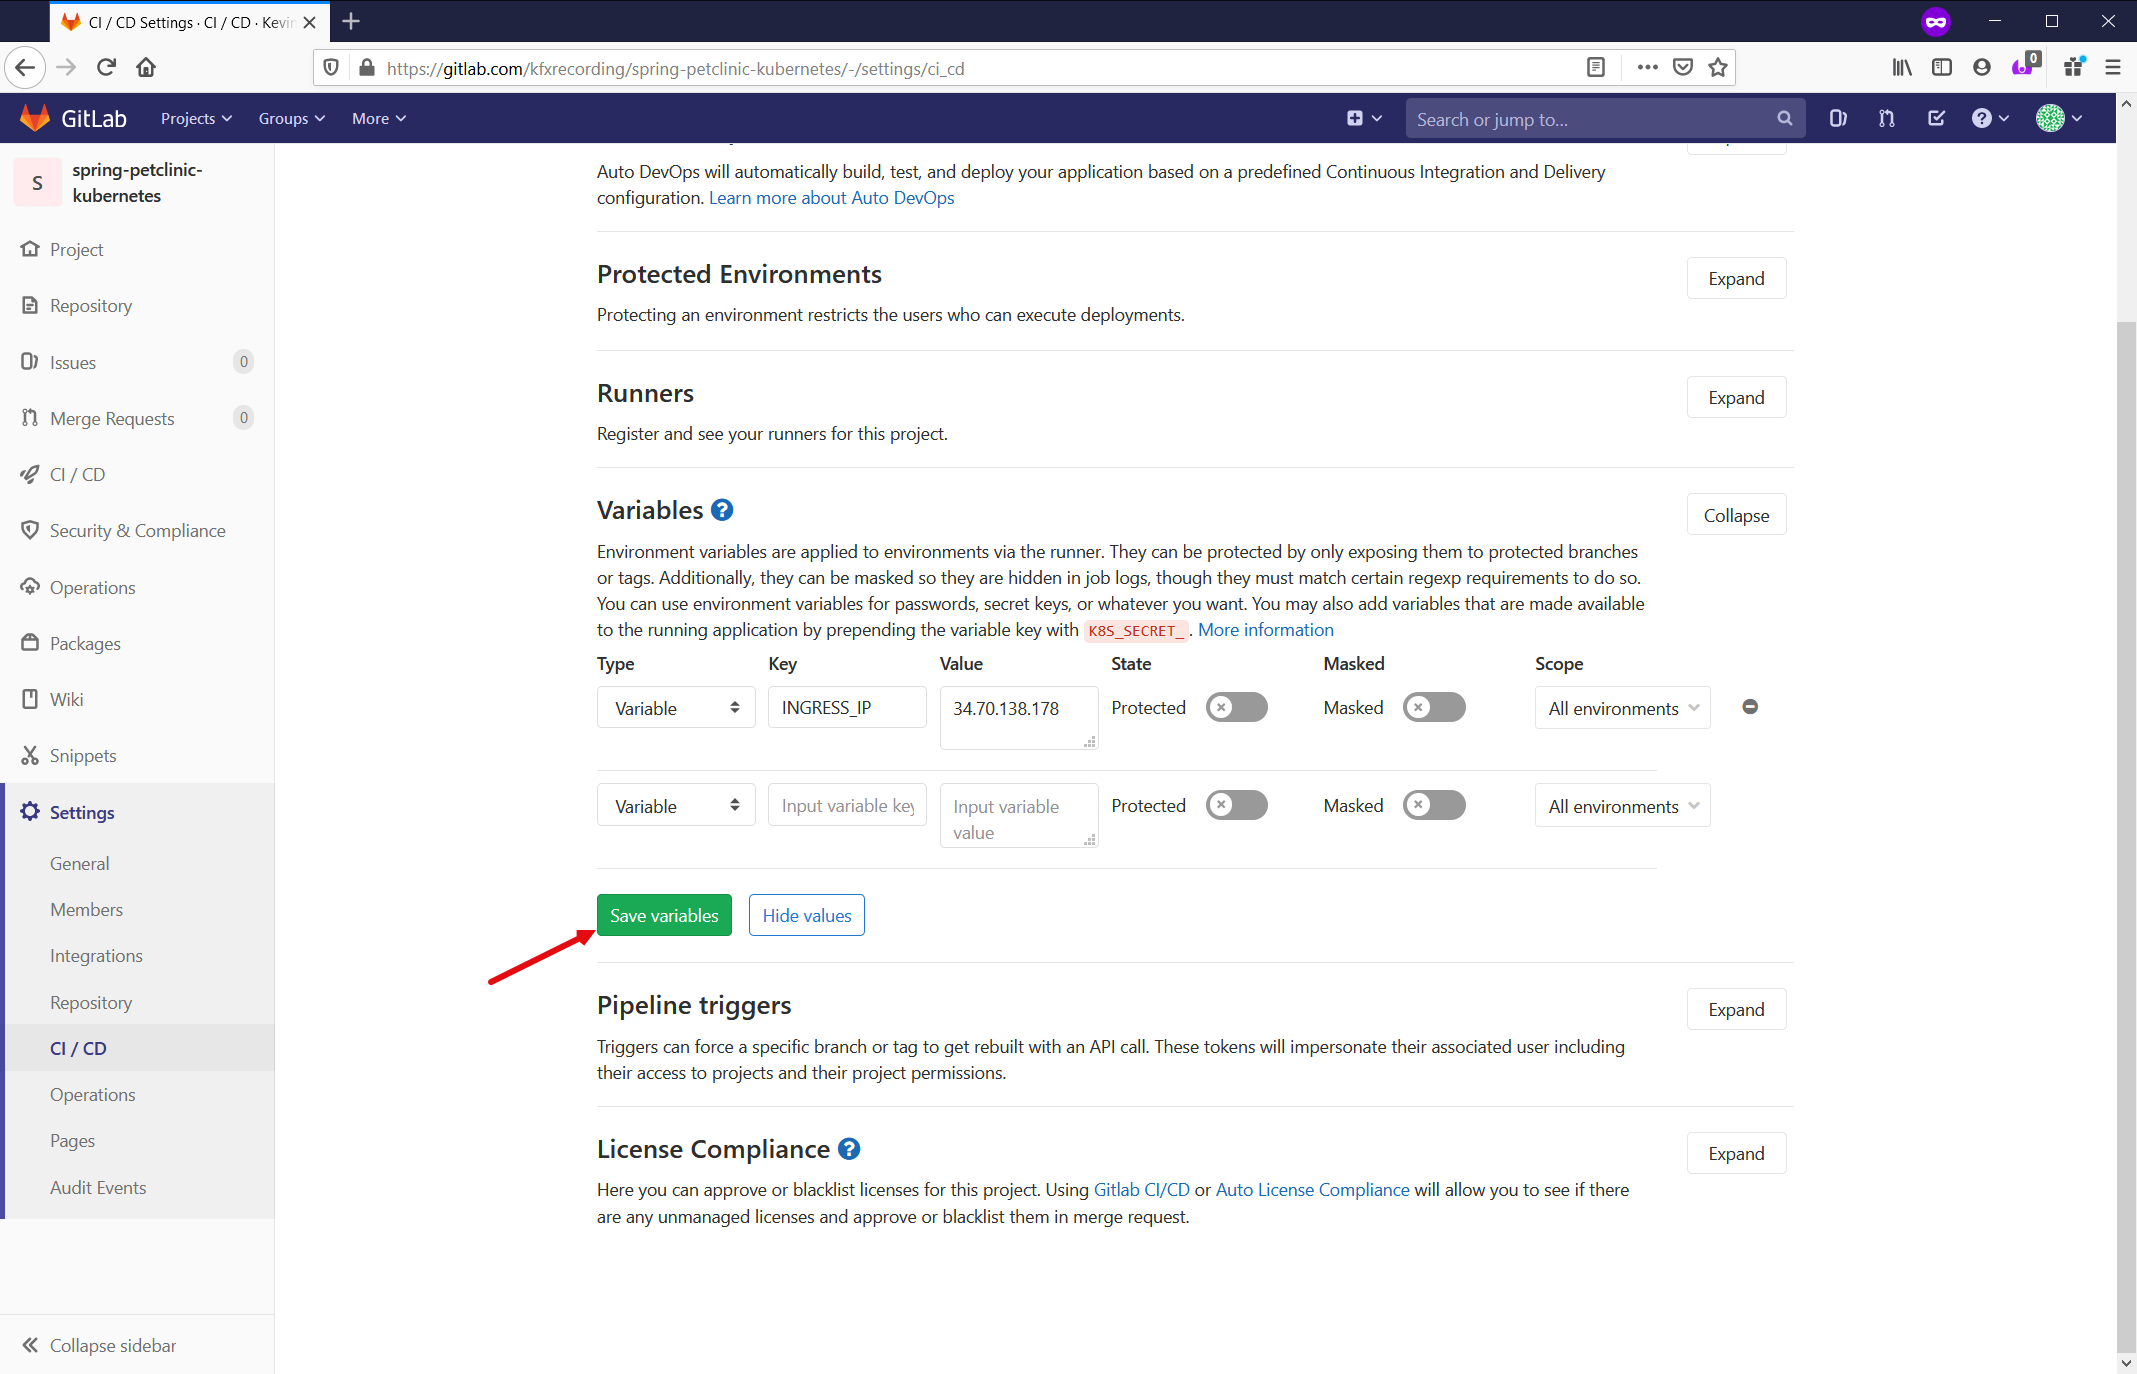 CI / CD Settings · CI / CD · Kevin
https://gitlab.com/kfxrecording/spring-petclinic-kubernetes/-/settings/ci_cd
0
GitLab
Projects
Groups
More
Search or jump to...
S
spring-petclinic-
kubernetes
Project
Repository
Issues
0
Merge Requests
0
CI / CD
Security & Compliance
Operations
Packages
Wiki
Snippets
Settings
General
Members
Integrations
Repository
CI / CD
Operations
Pages
Audit Events
Collapse sidebar
Auto DevOps will automatically build, test, and deploy your application based on a predefined Continuous Integration and Delivery
configuration. Learn more about Auto DevOps
Protected Environments
Expand
Protecting an environment restricts the users who can execute deployments.
Runners
Expand
Register and see your runners for this project.
Variables
Collapse
Environment variables are applied to environments via the runner. They can be protected by only exposing them to protected branches
or tags. Additionally, they can be masked so they are hidden in job logs, though they must match certain regexp requirements to do so.
You can use environment variables for passwords, secret keys, or whatever you want. You may also add variables that are made available
to the running application by prepending the variable key with K8S_SECRET_. More information
Type Key Value State Masked Scope
Variable INGRESS_IP 34.70.138.178 Protected Masked All environments
Variable Input variable key Input variable Protected Masked All environments
value
Save variables
Hide values
Pipeline triggers
Expand
Triggers can force a specific branch or tag to get rebuilt with an API call. These tokens will impersonate their associated user including
their access to projects and their project permissions.
License Compliance
Expand
Here you can approve or blacklist licenses for this project. Using Gitlab CI/CD or Auto License Compliance will allow you to see if there
are any unmanaged licenses and approve or blacklist them in merge request.